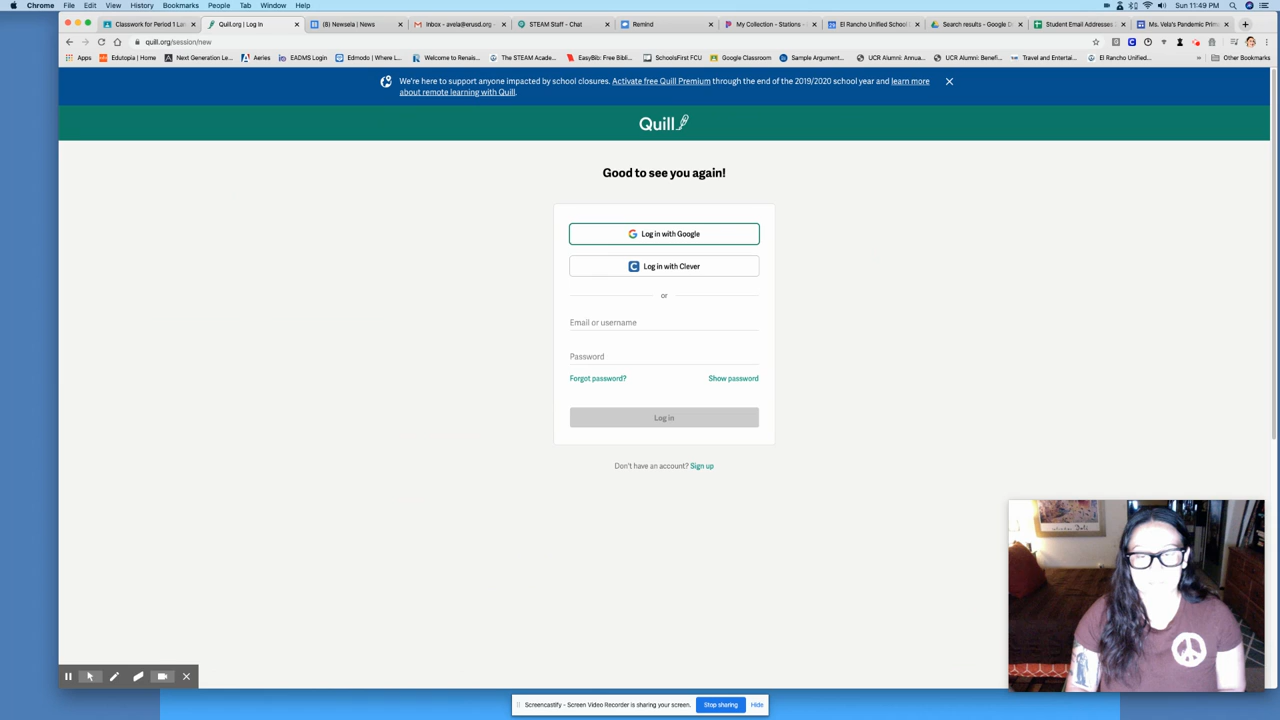 Chrome File Edit View History Bookmarks People Tab Window Help Sun 11:49 PM
Classwork for Period 1 La Quill.org | Log In (8) Newsela | News Inbox - avela@erusd.org STEAM Staff - Chat Remind My Collection - Stations - El Rancho Unified School Search results - Google D Student Email Addresses Ms. Vela's Pandemic Prim
quill.org/session/new
Apps Edutopia | Home Next Generation Le... Aeries EADMS Login Edmodo | Where L... Welcome to Renais... The STEAM Acade... EasyBib: Free Bibl... SchoolsFirst FCU Google Classroom Sample Argument... UCR Alumni: Annua... UCR Alumni: Benefi... Travel and Entertai... El Rancho Unified... » Other Bookmarks
We're here to support anyone impacted by school closures. Activate free Quill Premium through the end of the 2019/2020 school year and learn more
about remote learning with Quill.
Quill
Good to see you again!
Log in with Google
Log in with Clever
or
Email or username
Password
Forgot password? Show password
Log in
Don't have an account? Sign up
Screencastify - Screen Video Recorder is sharing your screen. Stop sharing Hide